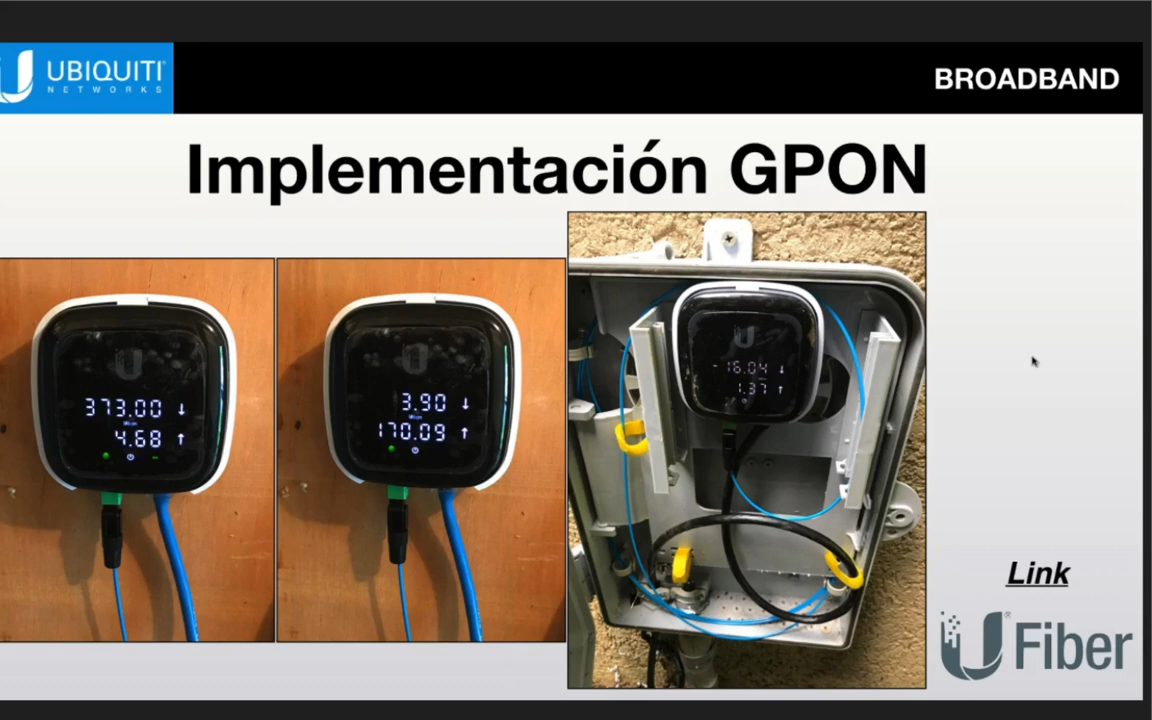 UBIQUITI
NETWORKS
BROADBAND
Implementación GPON
373.00 ↓
4.68 ↑
3.90 ↓
170.09 ↑
-16.04 ↓
1.37 ↑
Link
U Fiber